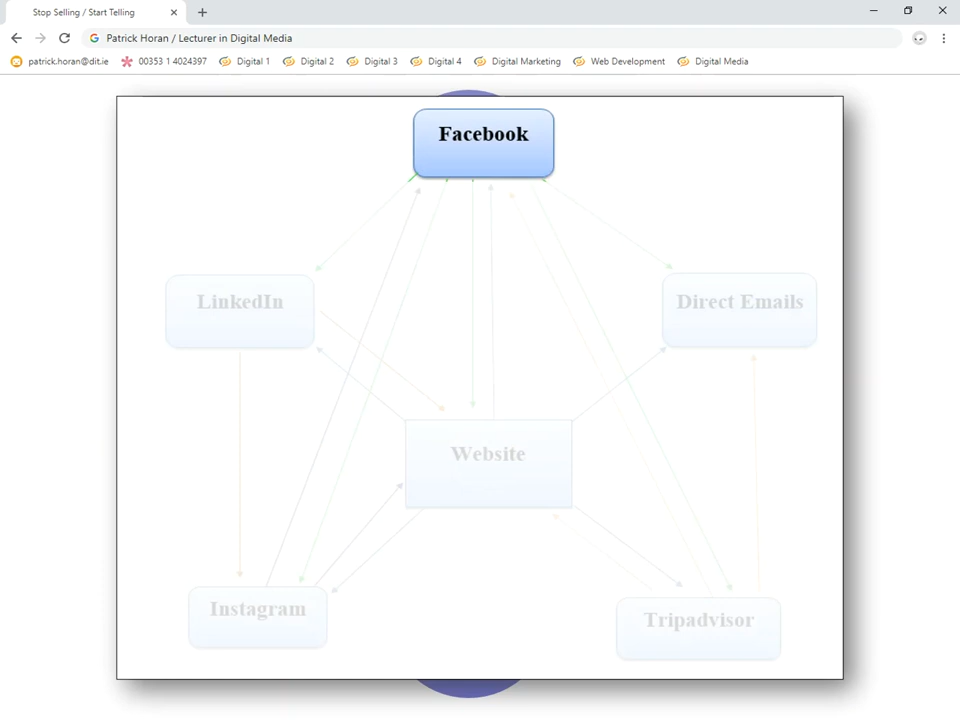 Stop Selling / Start Telling
Patrick Horan / Lecturer in Digital Media
patrick.horan@dit.ie 00353 1 4024397 Digital 1 Digital 2 Digital 3 Digital 4 Digital Marketing Web Development Digital Media
Facebook
LinkedIn
Direct Emails
Website
Instagram
Tripadvisor